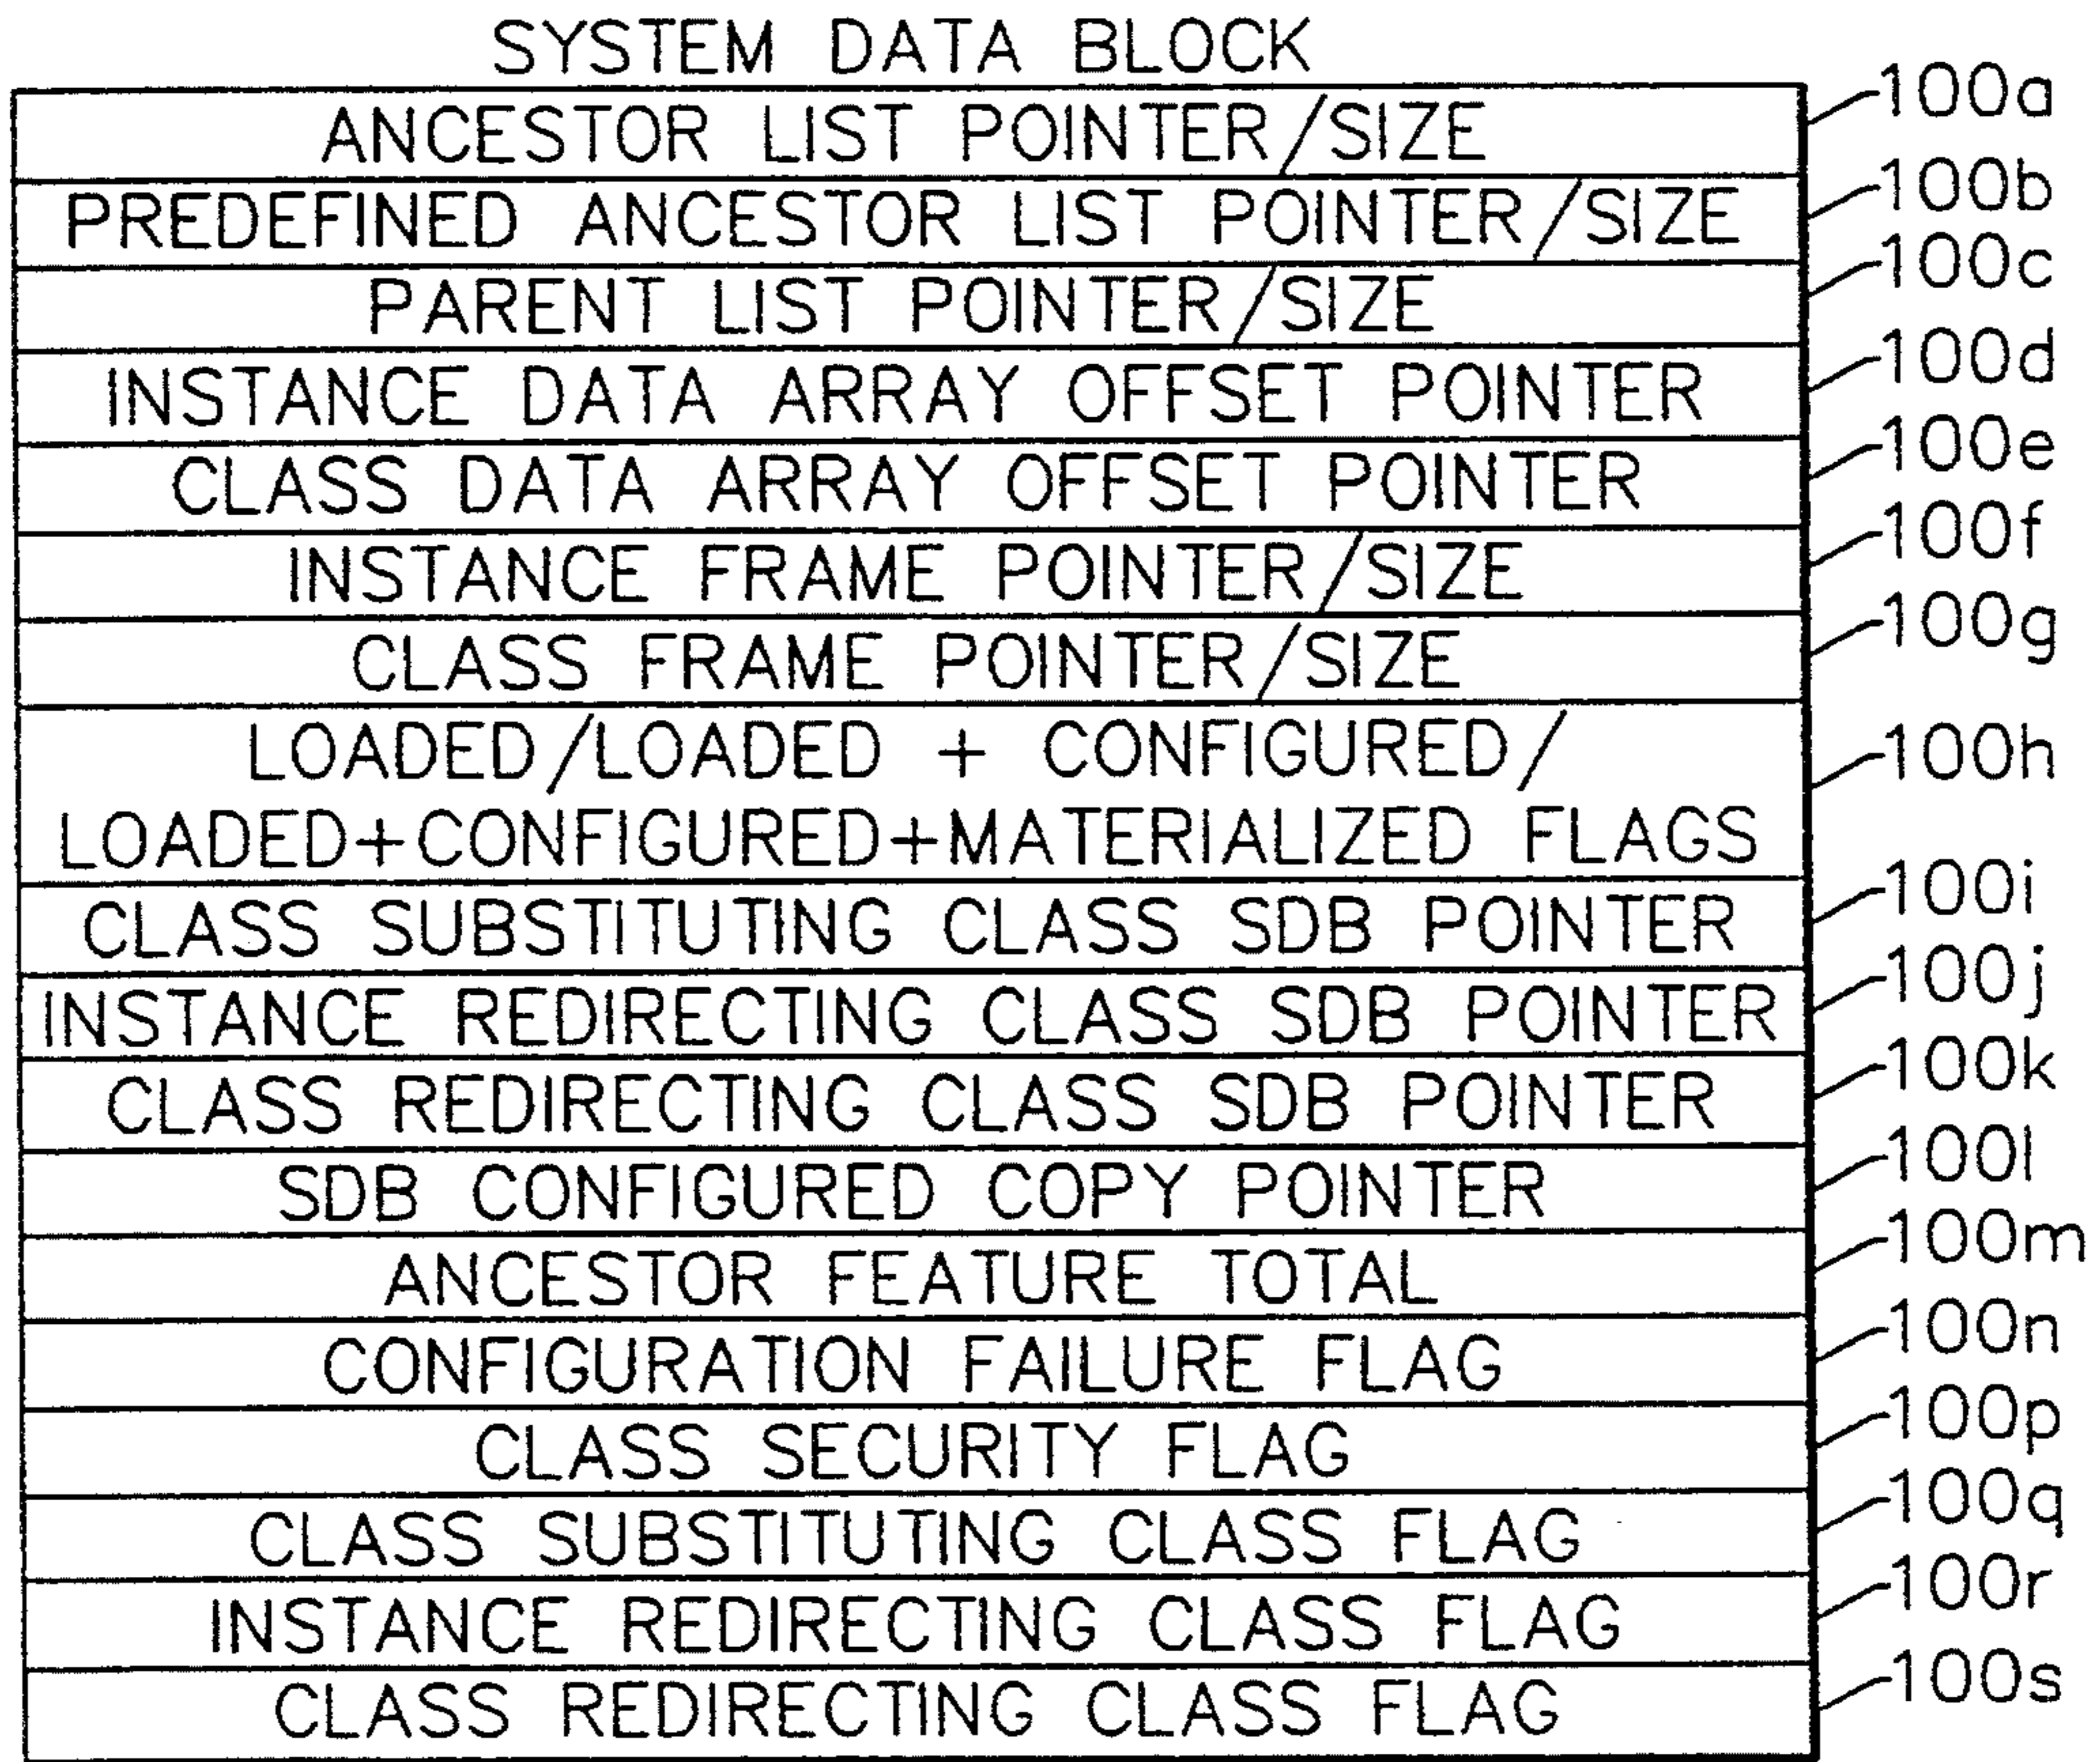 SYSTEM DATA BLOCK
ANCESTOR LIST POINTER/SIZE 100a
PREDEFINED ANCESTOR LIST POINTER/SIZE 100b
PARENT LIST POINTER/SIZE 100c
INSTANCE DATA ARRAY OFFSET POINTER 100d
CLASS DATA ARRAY OFFSET POINTER 100e
INSTANCE FRAME POINTER/SIZE 100f
CLASS FRAME POINTER/SIZE 100g
LOADED/LOADED + CONFIGURED/ 100h
LOADED+CONFIGURED+MATERIALIZED FLAGS
CLASS SUBSTITUTING CLASS SDB POINTER 100i
INSTANCE REDIRECTING CLASS SDB POINTER 100j
CLASS REDIRECTING CLASS SDB POINTER 100k
SDB CONFIGURED COPY POINTER 100l
ANCESTOR FEATURE TOTAL 100m
CONFIGURATION FAILURE FLAG 100n
CLASS SECURITY FLAG 100p
CLASS SUBSTITUTING CLASS FLAG 100q
INSTANCE REDIRECTING CLASS FLAG 100r
CLASS REDIRECTING CLASS FLAG 100s